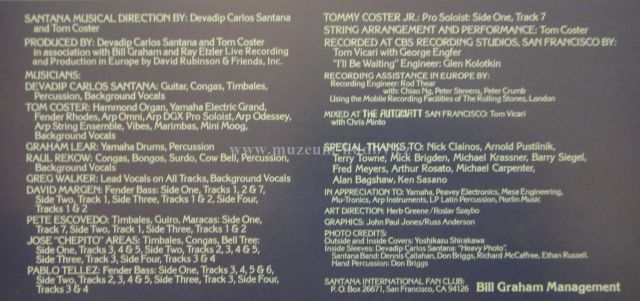 SANTANA MUSICAL DIRECTION BY: Devadip Carlos Santana
and Tom Coster
PRODUCED BY: Devadip Carlos Santana and Tom Coster
in association with Bill Graham and Ray Etzler Live Recording
and Production in Europe by David Rubinson & Friends, Inc.
MUSICIANS:
DEVADIP CARLOS SANTANA: Guitar, Congas, Timbales,
Percussion, Background Vocals
TOM COSTER: Hammond Organ, Yamaha Electric Grand,
Fender Rhodes, Arp Omni, Arp DGX Pro Soloist, Arp Odessey,
Arp String Ensemble, Vibes, Marimbas, Mini Moog,
Background Vocals
GRAHAM LEAR: Yamaha Drums, Percussion
RAUL REKOW: Congas, Bongos, Surdo, Cow Bell, Percussion,
Background Vocals
GREG WALKER: Lead Vocals on All Tracks, Background Vocals
DAVID MARGEN: Fender Bass: Side One, Tracks 1, 2 & 7,
Side Two, Track 1, Side Three, Tracks 1 & 2, Side Four,
Tracks 1 & 2
PETE ESCOVEDO: Timbales, Guiro, Maracas: Side One,
Track 7, Side Two, Track 1, Side Three, Tracks 1 & 2
JOSE "CHEPITO" AREAS: Timbales, Congas, Bell Tree:
Side One, Tracks 3, 4 & 5, Side Two, Tracks 2, 3, 4 & 5,
Side Three, Track 3, Side Four, Tracks 3 & 4
PABLO TELLEZ: Fender Bass: Side One, Tracks 3, 4, 5 & 6,
Side Two, Tracks 2, 3, 4 & 5, Side Three, Track 3, Side Four,
Tracks 3 & 4
TOMMY COSTER JR.: Pro Soloist: Side One, Track 7
STRING ARRANGEMENT AND PERFORMANCE: Tom Coster
RECORDED AT CBS RECORDING STUDIOS, SAN FRANCISCO BY:
Tom Vicari with George Engfer
"I'll Be Waiting" Engineer: Glen Kolotkin
RECORDING ASSISTANCE IN EUROPE BY:
Recording Engineer: Rod Thear
with: Chiao Ng, Peter Stevens, Peter Crumb
Using the Mobile Recording Facilities of The Rolling Stones, London
MIXED AT THE AUTOMATT SAN FRANCISCO: Tom Vicari
with Chris Minto
www.muzeumgaleri
SPECIAL THANKS TO: Nick Clainos, Arnold Pustilnik,
Terry Towne, Mick Brigden, Michael Krassner, Barry Siegel,
Fred Meyers, Arthur Rosato, Michael Carpenter,
Alan Bagshaw, Ken Sasano
IN APPRECIATION TO: Yamaha, Peavey Electronics, Mesa Engineering,
Mu-Tronics, Arp Instruments, LP Latin Percussion, Norlin Music
ART DIRECTION: Herb Greene/Roslav Szaybo
GRAPHICS: John Paul Jones/Russ Anderson
PHOTO CREDITS:
Outside and Inside Covers: Yoshikazu Shirakawa
Inside Sleeves: Devadip Carlos Santana: "Heavy Photo",
Santana Band: Dennis Callahan, Don Briggs, Richard McCaffree, Ethan Russell.
Hand Percussion: Don Briggs
SANTANA INTERNATIONAL FAN CLUB:
P.O. Box 26671, San Francisco, CA 94126
Bill Graham Management